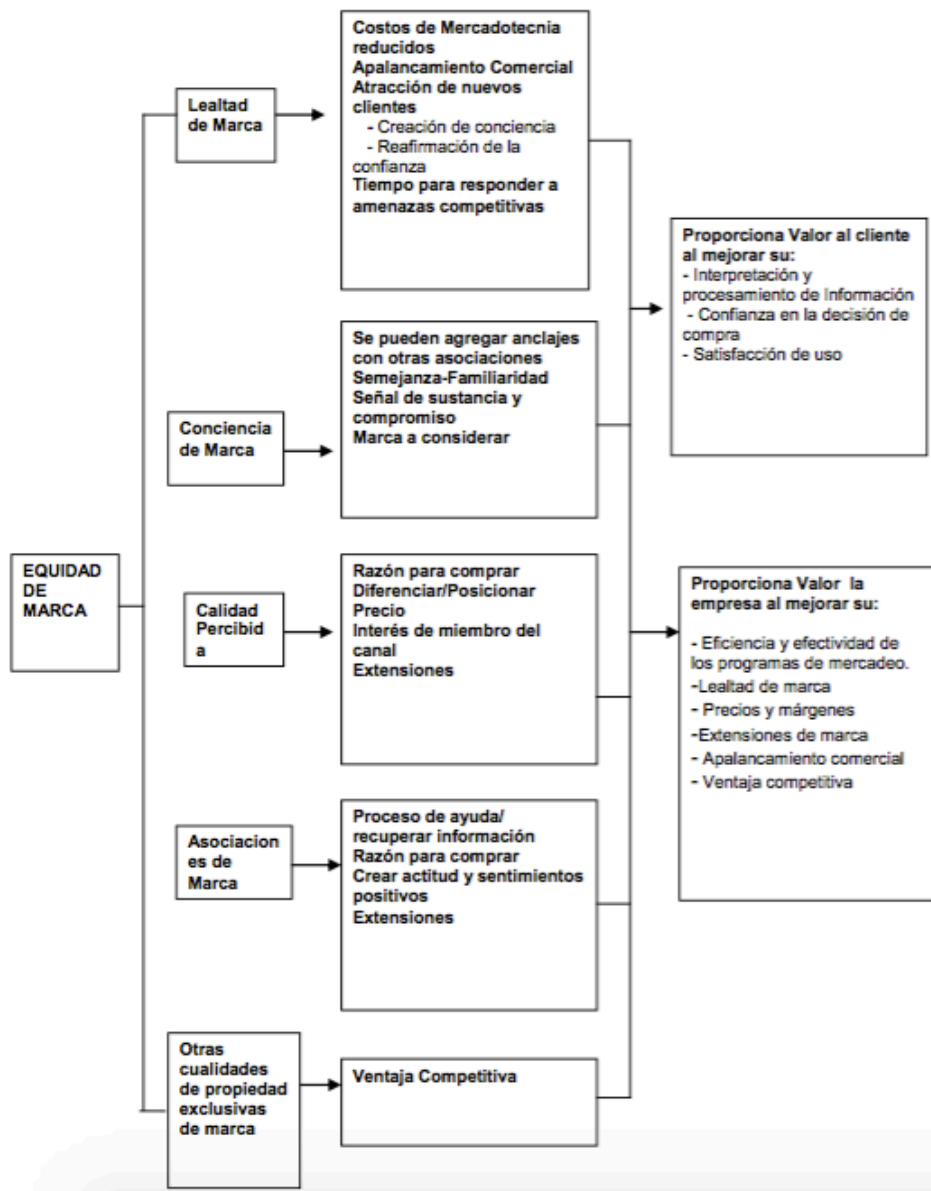 Costos de Mercadotecnia
reducidos
Apalancamiento Comercial
Atracción de nuevos
clientes
- Creación de conciencia
- Reafirmación de la
confianza
Tiempo para responder a
amenazas competitivas
Lealtad
de Marca
Proporciona Valor al cliente
al mejorar su:
- Interpretación y
procesamiento de Información
- Confianza en la decisión de
compra
- Satisfacción de uso
Se pueden agregar anclajes
con otras asociaciones
Semejanza-Familiaridad
Señal de sustancia y
compromiso
Marca a considerar
Conciencia
de Marca
EQUIDAD
DE
MARCA
Calidad
Percibid
a
Razón para comprar
Diferenciar/Posicionar
Precio
Interés de miembro del
canal
Extensiones
Proporciona Valor la
empresa al mejorar su:
- Eficiencia y efectividad de
los programas de mercadeo.
-Lealtad de marca
- Precios y márgenes
-Extensiones de marca
- Apalancamiento comercial
- Ventaja competitiva
Asociacion
es de
Marca
Proceso de ayuda/
recuperar información
Razón para comprar
Crear actitud y sentimientos
positivos
Extensiones
Otras
cualidades
de propiedad
exclusivas
de marca
Ventaja Competitiva